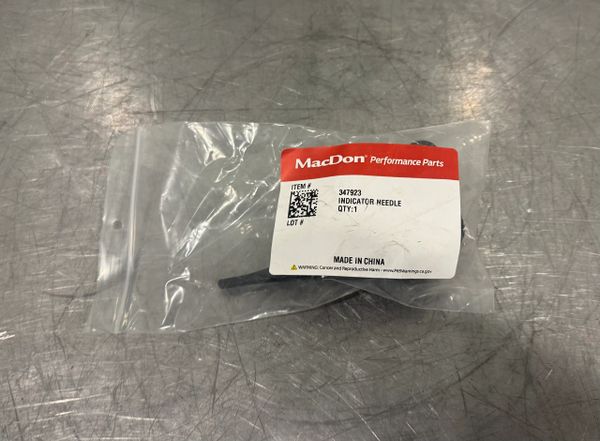 MacDon® Performance Parts
ITEM #
347923
INDICATOR NEEDLE
QTY:1
LOT #
MADE IN CHINA
WARNING: Cancer and Reproductive Harm - www.P65Warnings.ca.gov